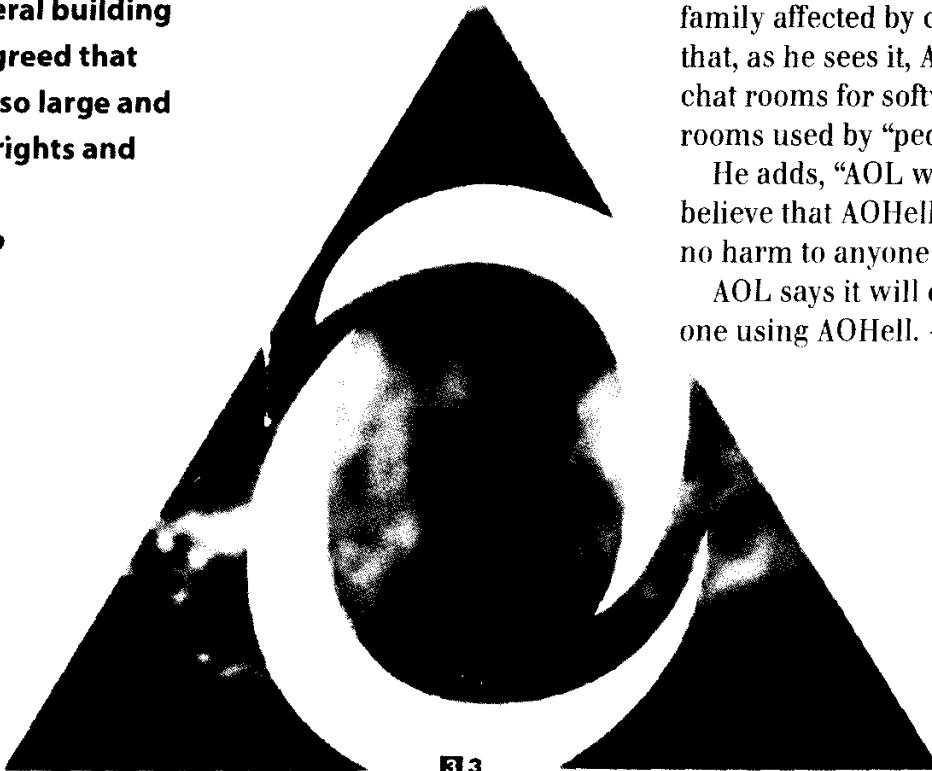 eral building
greed that
so large and
rights and
family affected by
that, as he sees it, A
chat rooms for soft
rooms used by “peo
He adds, “AOL w
believe that AOHell
no harm to anyone
AOL says it will
one using AOHell.
33